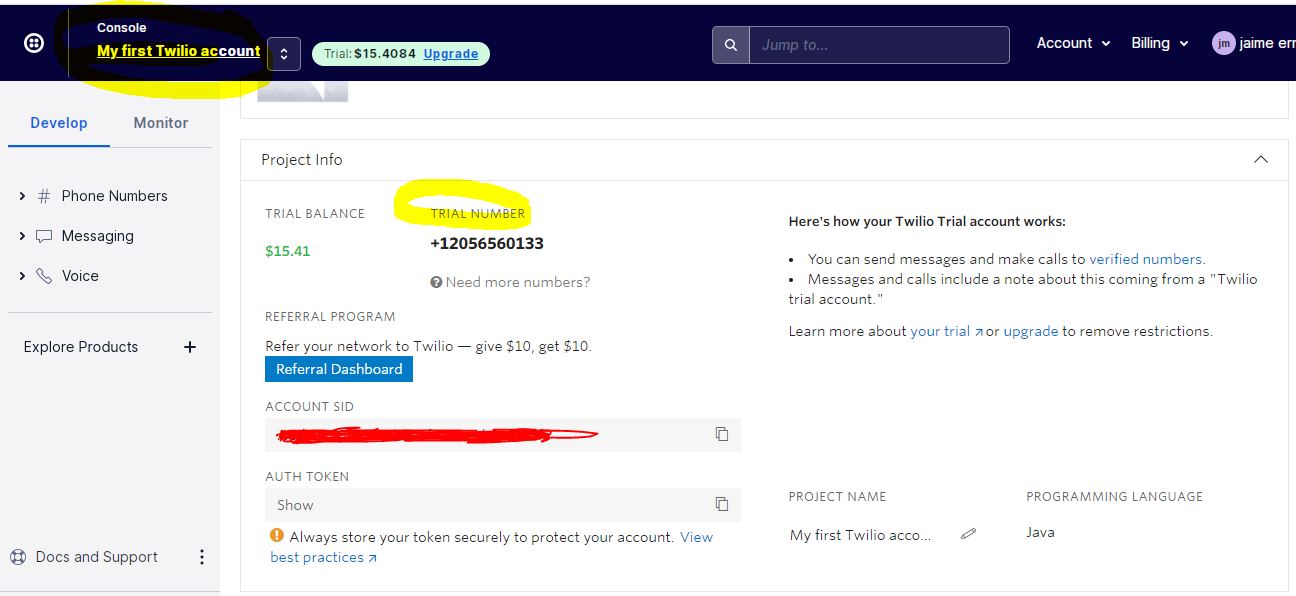 Console
My first Twilio account
Trial: $15.4084 Upgrade
Jump to...
Account
Billing
jm jaime err
Develop
Monitor
# Phone Numbers
Messaging
Voice
Explore Products +
Docs and Support
Project Info
TRIAL BALANCE
$15.41
TRIAL NUMBER
+12056560133
Need more numbers?
REFERRAL PROGRAM
Refer your network to Twilio — give $10, get $10.
Referral Dashboard
ACCOUNT SID
AUTH TOKEN
Show
Always store your token securely to protect your account. View
best practices ↗
Here's how your Twilio Trial account works:
• You can send messages and make calls to verified numbers.
• Messages and calls include a note about this coming from a "Twilio
trial account."
Learn more about your trial ↗ or upgrade to remove restrictions.
PROJECT NAME
My first Twilio acco...
PROGRAMMING LANGUAGE
Java